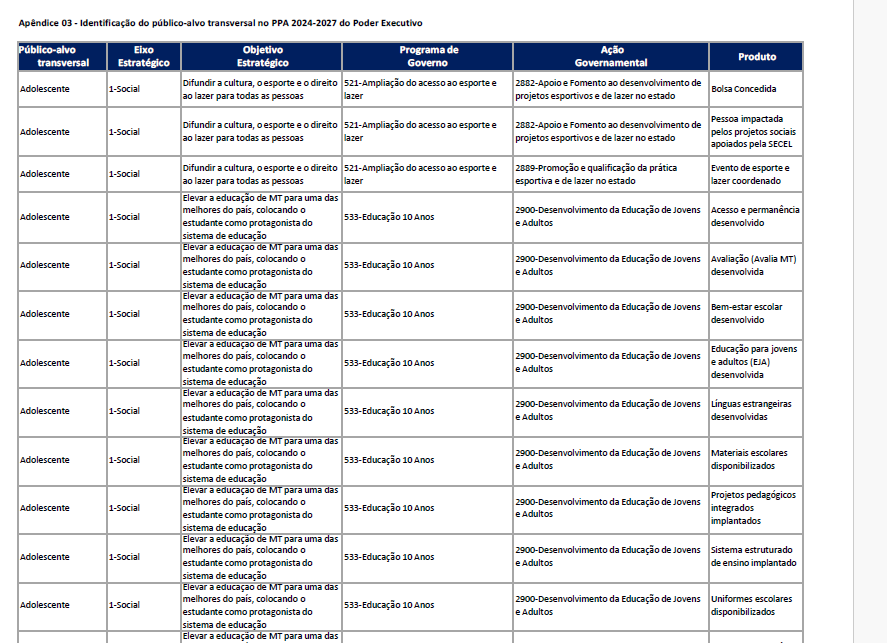 Apêndice 03 - Identificação do público-alvo transversal no PPA 2024-2027 do Poder Executivo
Público-alvo transversal | Eixo Estratégico | Objetivo Estratégico | Programa de Governo | Ação Governamental | Produto
Adolescente | 1-Social | Difundir a cultura, o esporte e o direito ao lazer para todas as pessoas | 521-Ampliação do acesso ao esporte e lazer | 2882-Apoio e Fomento ao desenvolvimento de projetos esportivos e de lazer no estado | Bolsa Concedida
Adolescente | 1-Social | Difundir a cultura, o esporte e o direito ao lazer para todas as pessoas | 521-Ampliação do acesso ao esporte e lazer | 2882-Apoio e Fomento ao desenvolvimento de projetos esportivos e de lazer no estado | Pessoa impactada pelos projetos sociais apoiados pela SECEL
Adolescente | 1-Social | Difundir a cultura, o esporte e o direito ao lazer para todas as pessoas | 521-Ampliação do acesso ao esporte e lazer | 2889-Promoção e qualificação da prática esportiva e de lazer no estado | Evento de esporte e lazer coordenado
Adolescente | 1-Social | Elevar a educação de MT para uma das melhores do país, colocando o estudante como protagonista do sistema de educação | 533-Educação 10 Anos | 2900-Desenvolvimento da Educação de Jovens e Adultos | Acesso e permanência desenvolvido
Adolescente | 1-Social | Elevar a educação de MT para uma das melhores do país, colocando o estudante como protagonista do sistema de educação | 533-Educação 10 Anos | 2900-Desenvolvimento da Educação de Jovens e Adultos | Avaliação (Avalia MT) desenvolvida
Adolescente | 1-Social | Elevar a educação de MT para uma das melhores do país, colocando o estudante como protagonista do sistema de educação | 533-Educação 10 Anos | 2900-Desenvolvimento da Educação de Jovens e Adultos | Bem-estar escolar desenvolvido
Adolescente | 1-Social | Elevar a educação de MT para uma das melhores do país, colocando o estudante como protagonista do sistema de educação | 533-Educação 10 Anos | 2900-Desenvolvimento da Educação de Jovens e Adultos | Educação para jovens e adultos (EJA) desenvolvida
Adolescente | 1-Social | Elevar a educação de MT para uma das melhores do país, colocando o estudante como protagonista do sistema de educação | 533-Educação 10 Anos | 2900-Desenvolvimento da Educação de Jovens e Adultos | Línguas estrangeiras desenvolvidas
Adolescente | 1-Social | Elevar a educação de MT para uma das melhores do país, colocando o estudante como protagonista do sistema de educação | 533-Educação 10 Anos | 2900-Desenvolvimento da Educação de Jovens e Adultos | Materiais escolares disponibilizados
Adolescente | 1-Social | Elevar a educação de MT para uma das melhores do país, colocando o estudante como protagonista do sistema de educação | 533-Educação 10 Anos | 2900-Desenvolvimento da Educação de Jovens e Adultos | Projetos pedagógicos integrados implantados
Adolescente | 1-Social | Elevar a educação de MT para uma das melhores do país, colocando o estudante como protagonista do sistema de educação | 533-Educação 10 Anos | 2900-Desenvolvimento da Educação de Jovens e Adultos | Sistema estruturado de ensino implantado
Adolescente | 1-Social | Elevar a educação de MT para uma das melhores do país, colocando o estudante como protagonista do sistema de educação | 533-Educação 10 Anos | 2900-Desenvolvimento da Educação de Jovens e Adultos | Uniformes escolares disponibilizados
Elevar a educação de MT para uma das